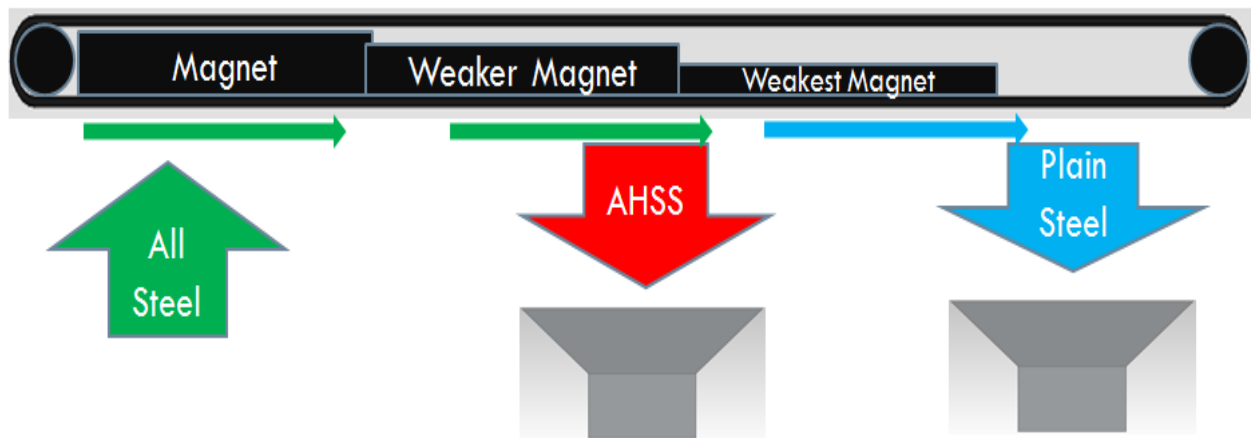 Magnet
Weaker Magnet
Weakest Magnet
All
Steel
AHSS
Plain
Steel